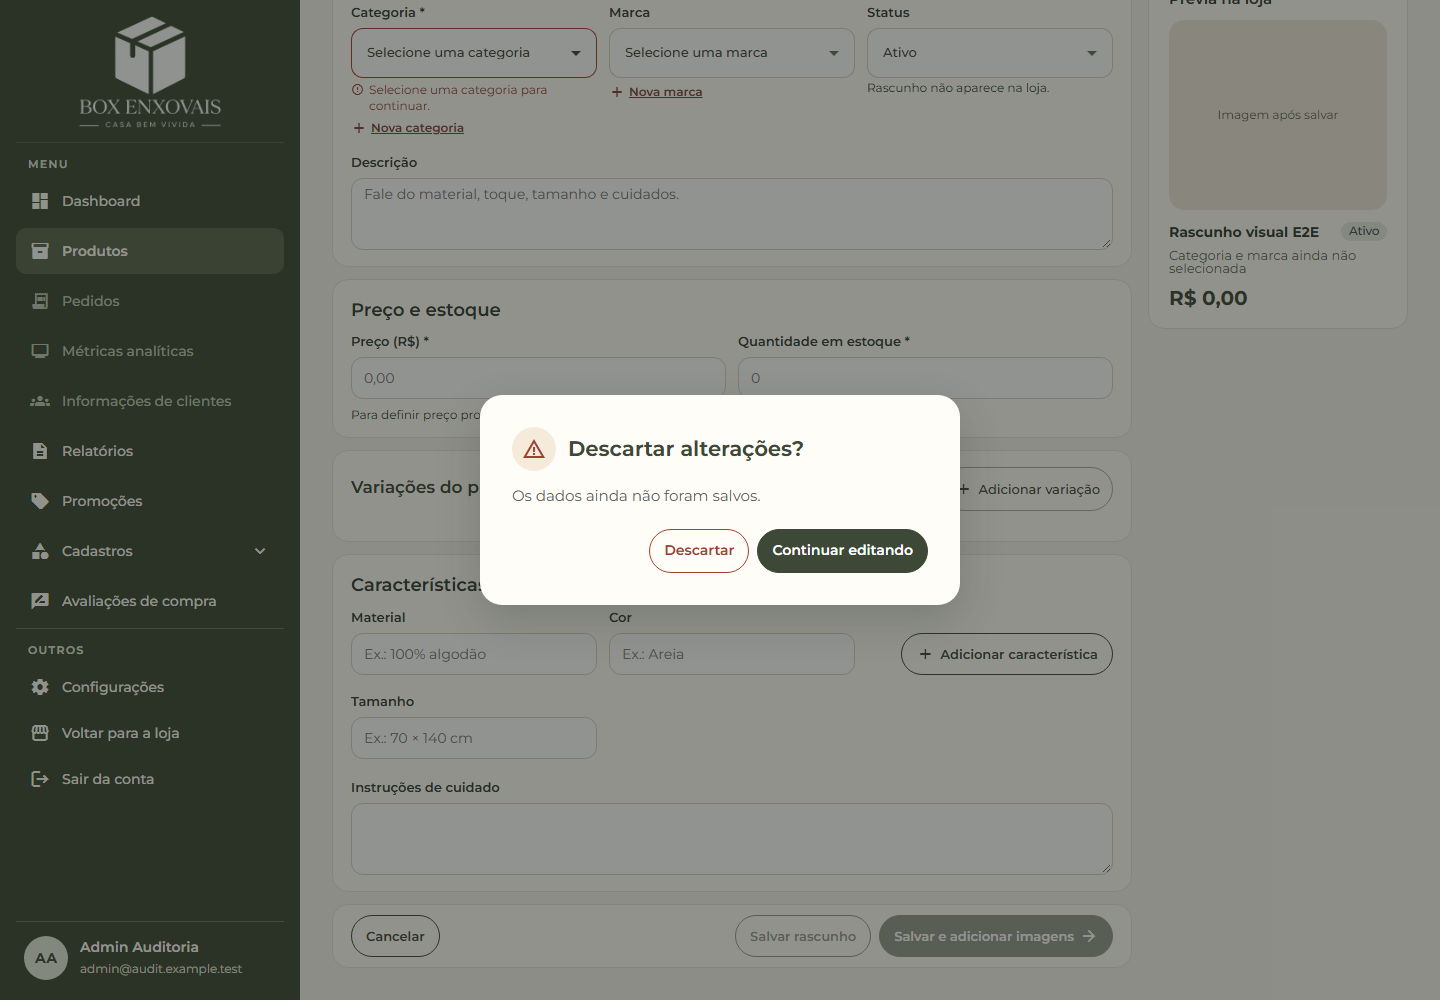 BOX ENXOVAIS
CASA BEM VIVIDA
MENU
Dashboard
Produtos
Pedidos
Métricas analíticas
Informações de clientes
Relatórios
Promoções
Cadastros
Avaliações de compra
OUTROS
Configurações
Voltar para a loja
Sair da conta
AA
Admin Auditoria
admin@audit.example.test
Categoria *
Selecione uma categoria
Selecione uma categoria para
continuar.
+ Nova categoria
Marca
Selecione uma marca
+ Nova marca
Status
Ativo
Rascunho não aparece na loja.
Descrição
Fale do material, toque, tamanho e cuidados.
Preço e estoque
Preço (R$) *
0,00
Quantidade em estoque *
0
Para definir preço pro
Variações do p
+ Adicionar variação
Descartar alterações?
Os dados ainda não foram salvos.
Descartar
Continuar editando
Características
Material
Ex.: 100% algodão
Cor
Ex.: Areia
+ Adicionar característica
Tamanho
Ex.: 70 × 140 cm
Instruções de cuidado
Cancelar
Salvar rascunho
Salvar e adicionar imagens →
Prévia na loja
Imagem após salvar
Rascunho visual E2E
Ativo
Categoria e marca ainda não
selecionada
R$ 0,00